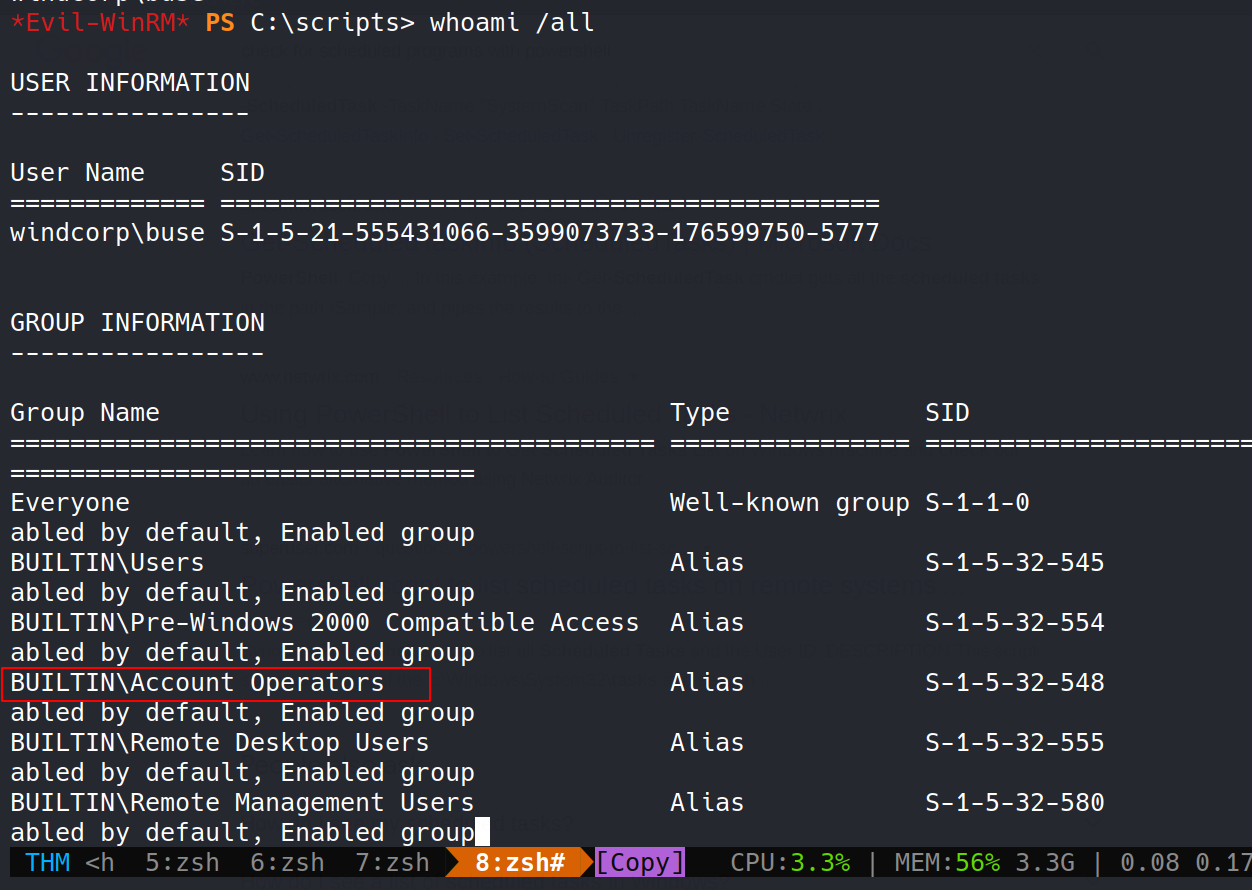 windcorp\buse
*Evil-WinRM* PS C:\scripts> whoami /all
USER INFORMATION
----------------
User Name     SID
============= ============================================
windcorp\buse S-1-5-21-555431066-3599073733-176599750-5777
GROUP INFORMATION
-----------------
Group Name                                  Type             SID
=========================================== ================ ======================
===============================
Everyone                                    Well-known group S-1-1-0
abled by default, Enabled group
BUILTIN\Users                               Alias            S-1-5-32-545
abled by default, Enabled group
BUILTIN\Pre-Windows 2000 Compatible Access  Alias            S-1-5-32-554
abled by default, Enabled group
BUILTIN\Account Operators                   Alias            S-1-5-32-548
abled by default, Enabled group
BUILTIN\Remote Desktop Users                Alias            S-1-5-32-555
abled by default, Enabled group
BUILTIN\Remote Management Users             Alias            S-1-5-32-580
abled by default, Enabled group
THM <h  5:zsh  6:zsh  7:zsh  8:zsh# [Copy]   CPU:3.3% | MEM:56% 3.3G | 0.08 0.17